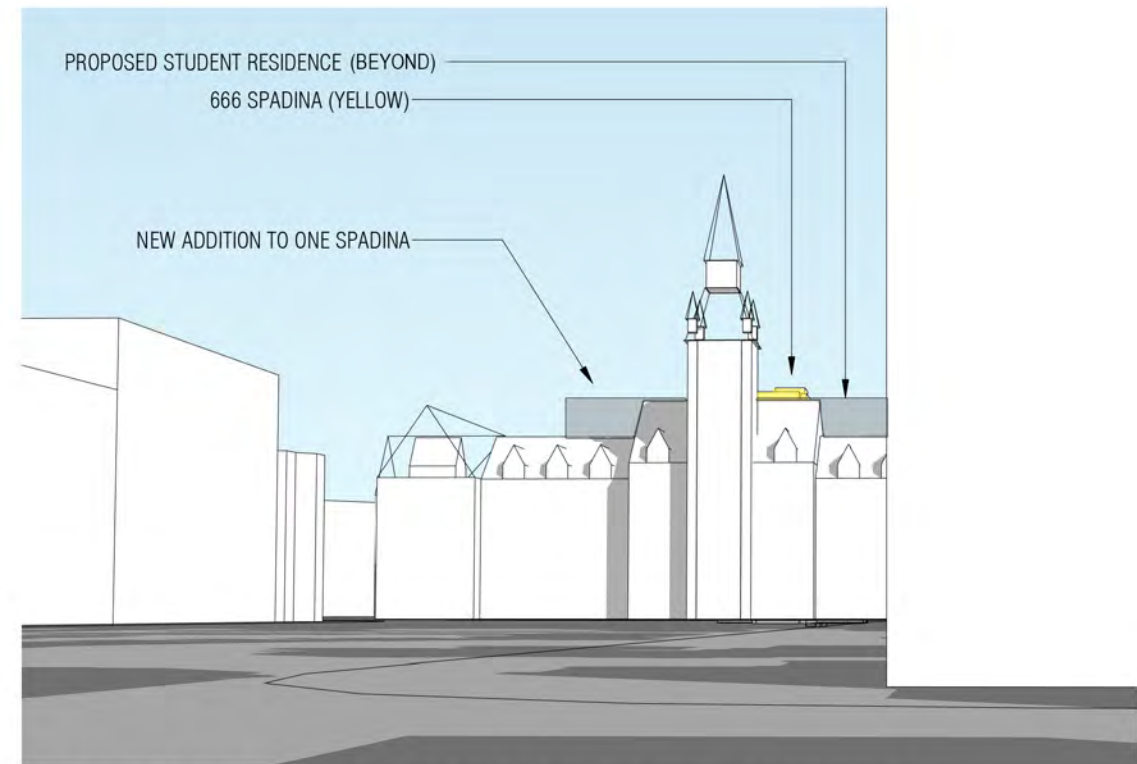 PROPOSED STUDENT RESIDENCE (BEYOND)
666 SPADINA (YELLOW)
NEW ADDITION TO ONE SPADINA